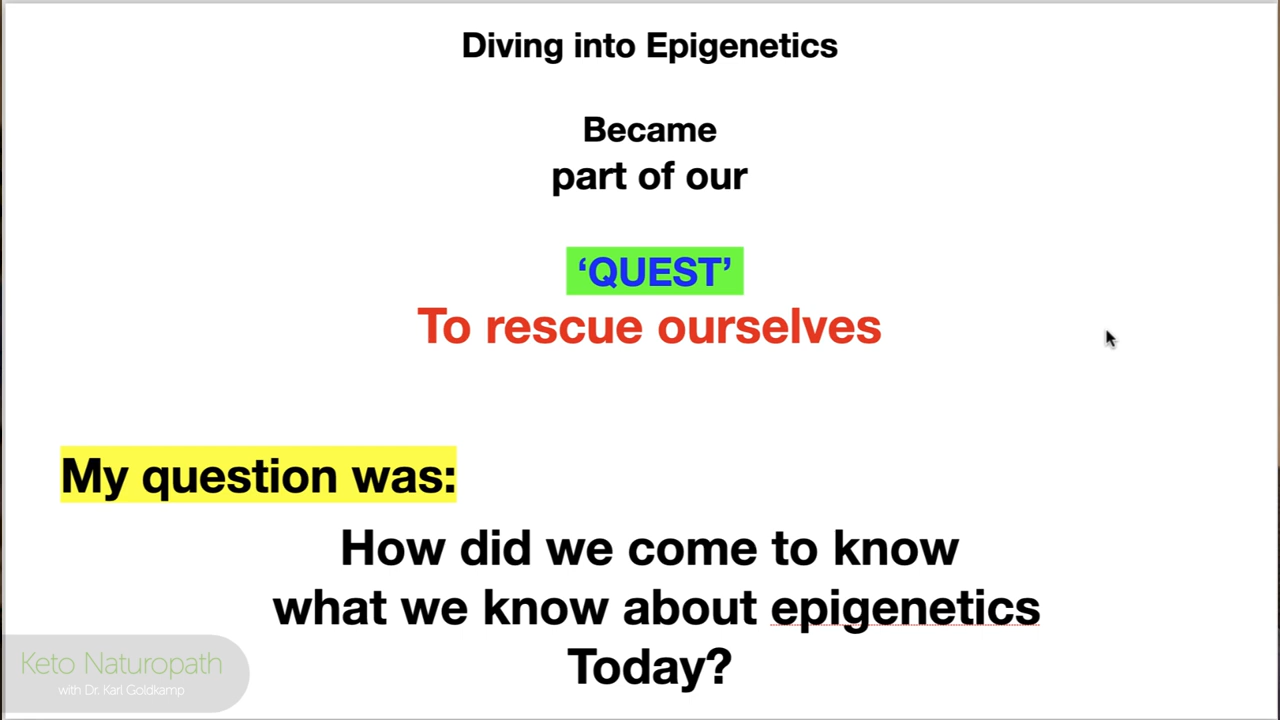 Diving into Epigenetics
Became
part of our
‘QUEST’
To rescue ourselves
My question was:
How did we come to know
what we know about epigenetics
Today?
Keto Naturopath
with Dr. Karl Goldkamp